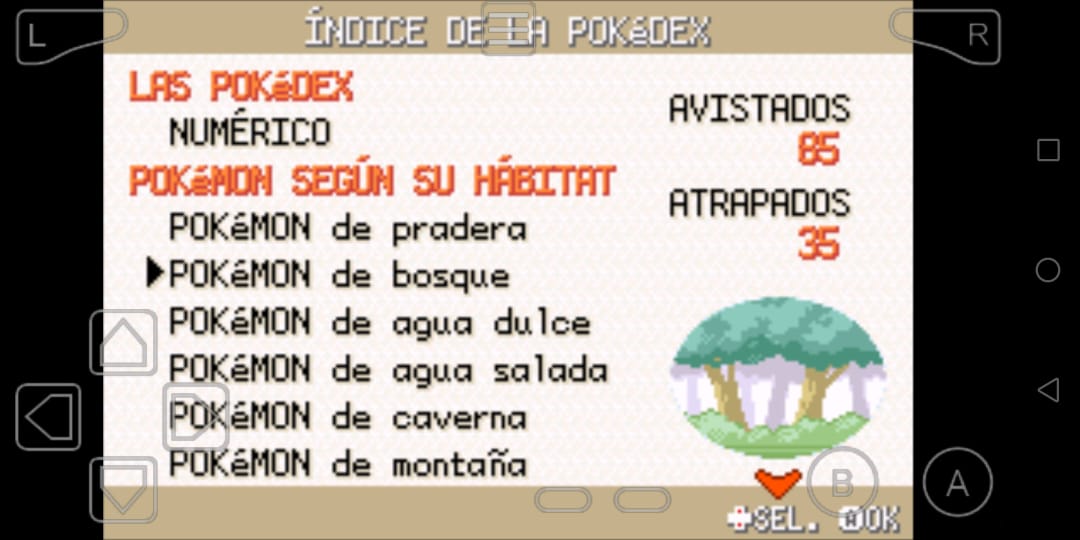 L
ÍNDICE DE LA POKéDEX
R
LAS POKéDEX
NUMÉRICO
AVISTADOS
85
POKéMON SEGÚN SU HÁBITAT
ATRAPADOS
35
POKéMON de pradera
▶POKéMON de bosque
POKéMON de agua dulce
POKéMON de agua salada
POKéMON de caverna
POKéMON de montaña
B
A
SEL. AOK